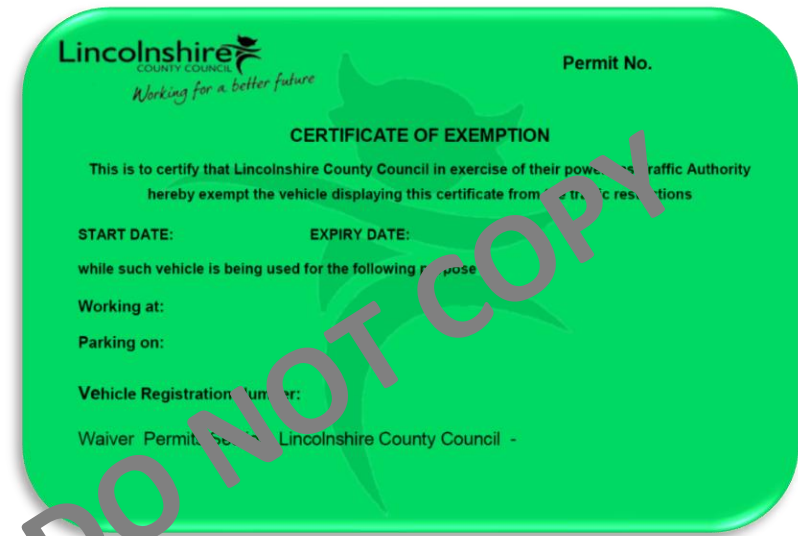 Lincolnshire
COUNTY COUNCIL
Working for a better future
Permit No.
CERTIFICATE OF EXEMPTION
This is to certify that Lincolnshire County Council in exercise of their Traffic Authority
hereby exempt the vehicle displaying this certificate from traffic restrictions
START DATE: EXPIRY DATE:
while such vehicle is being used for the following purpose
Working at:
Parking on:
Vehicle Registration Number:
Waiver Permits Lincolnshire County Council -
DO NOT COPY